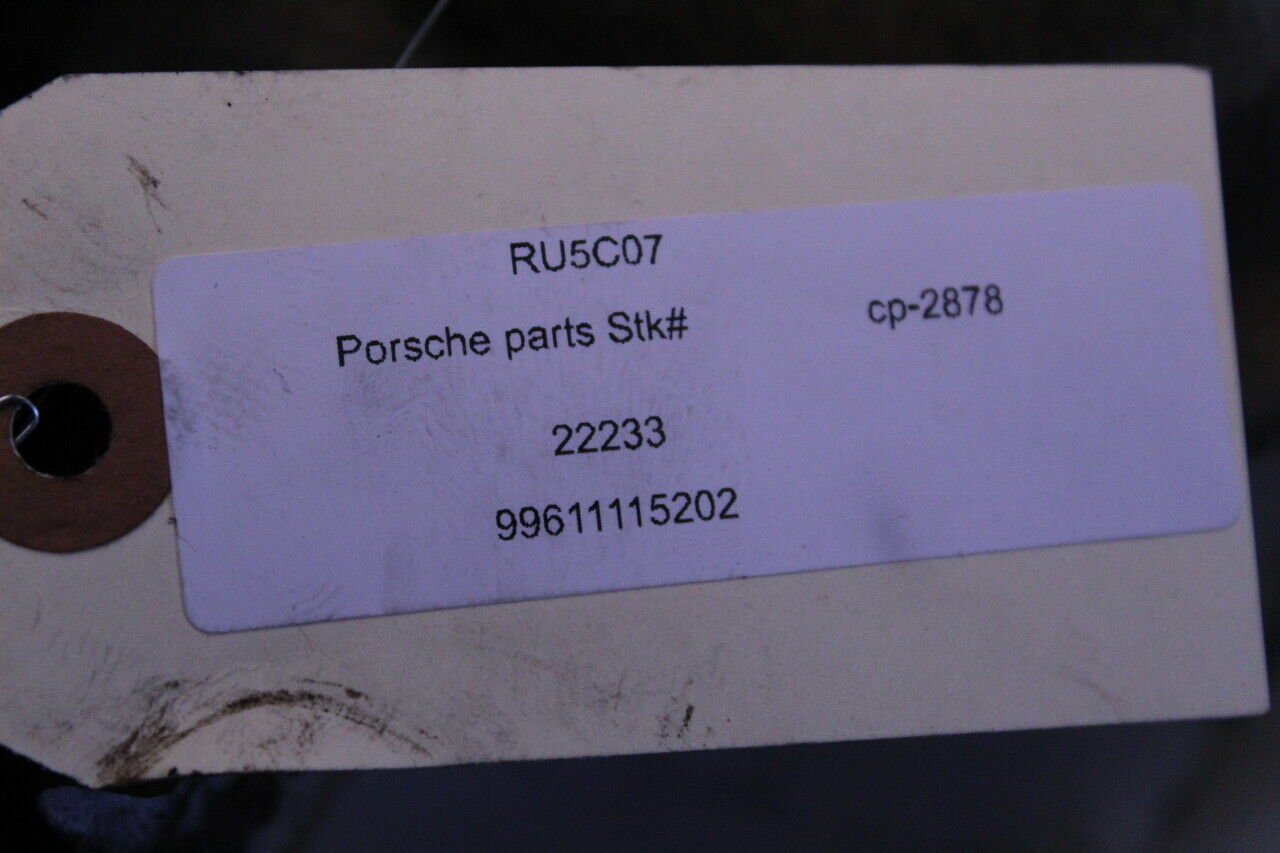 RU5C07
Porsche parts Stk# cp-2878
22233
99611115202